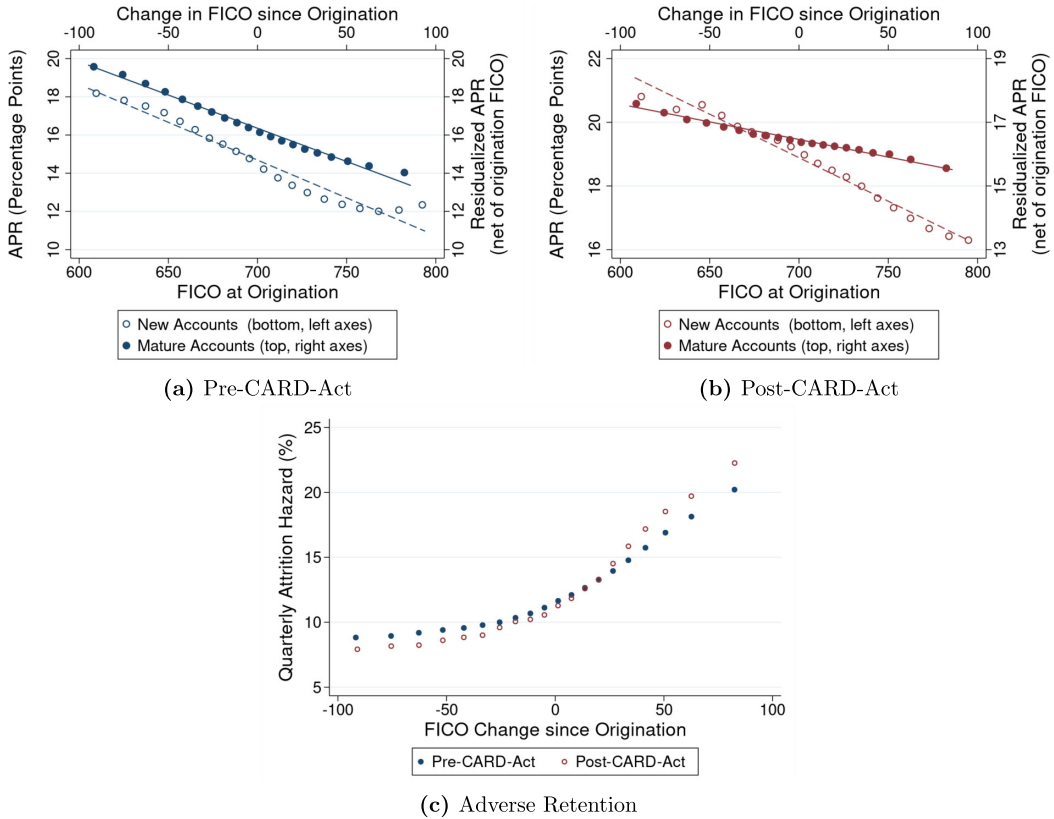 Change in FICO since Origination
-100 -50 0 50 100
20 18 16 14 12 10
APR (Percentage Points)
20 18 16 14 12 10
Residualized APR
(net of origination FICO)
600 650 700 750 800
FICO at Origination
New Accounts (bottom, left axes)
Mature Accounts (top, right axes)
(a) Pre-CARD-Act
Change in FICO since Origination
-100 -50 0 50 100
22 20 18 16
APR (Percentage Points)
19 17 15 13
Residualized APR
(net of origination FICO)
600 650 700 750 800
FICO at Origination
New Accounts (bottom, left axes)
Mature Accounts (top, right axes)
(b) Post-CARD-Act
25 20 15 10 5
Quarterly Attrition Hazard (%)
-100 -50 0 50 100
FICO Change since Origination
Pre-CARD-Act Post-CARD-Act
(c) Adverse Retention